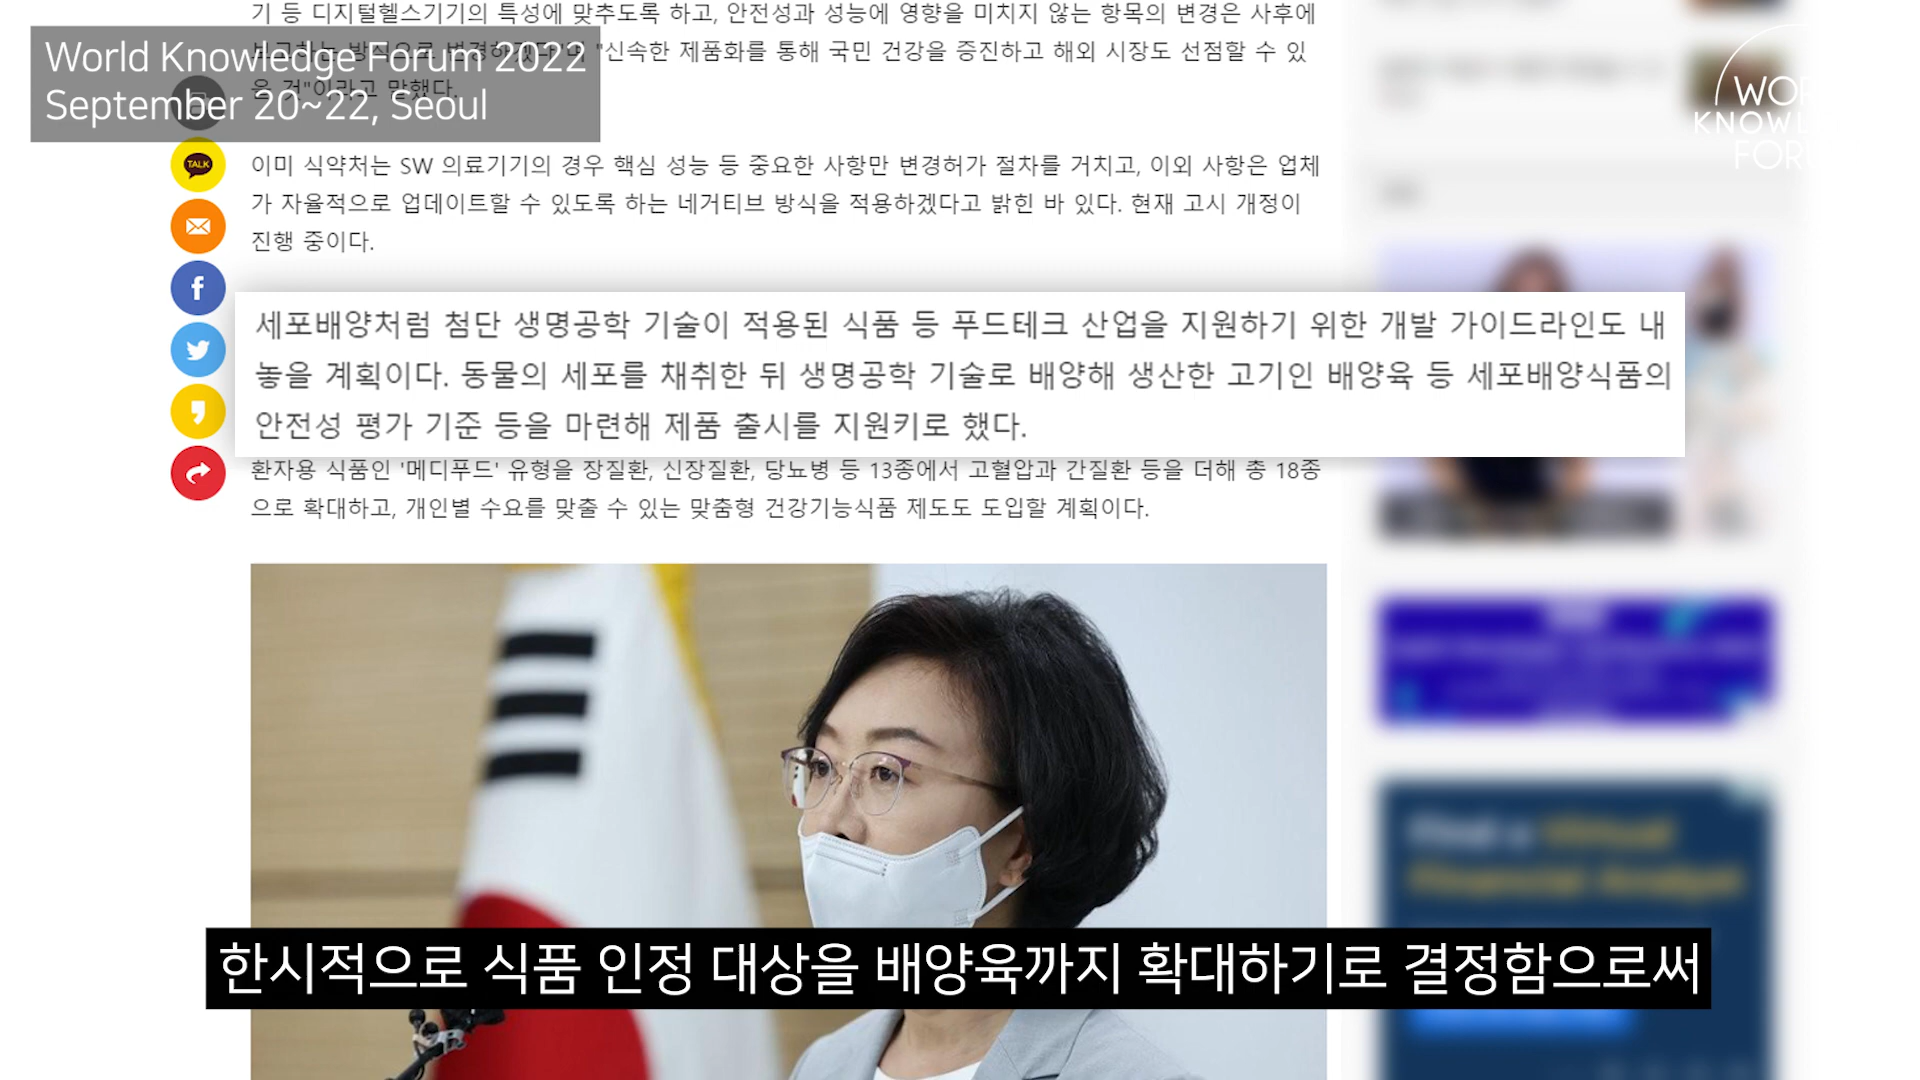 기 등 디지털헬스기기의 특성에 맞추도록 하고, 안전성과 성능에 영향을 미치지 않는 항목의 변경은 사후에
World Knowledge Forum 2022
September 20~22, Seoul
"신속한 제품화를 통해 국민 건강을 증진하고 해외 시장도 선점할 수 있
을 것"이라고 말했다.
WOR
KNOWL
FORU
TALK
이미 식약처는 SW 의료기기의 경우 핵심 성능 등 중요한 사항만 변경허가 절차를 거치고, 이외 사항은 업체
가 자율적으로 업데이트할 수 있도록 하는 네거티브 방식을 적용하겠다고 밝힌 바 있다. 현재 고시 개정이
진행 중이다.
세포배양처럼 첨단 생명공학 기술이 적용된 식품 등 푸드테크 산업을 지원하기 위한 개발 가이드라인도 내
놓을 계획이다. 동물의 세포를 채취한 뒤 생명공학 기술로 배양해 생산한 고기인 배양육 등 세포배양식품의
안전성 평가 기준 등을 마련해 제품 출시를 지원키로 했다.
환자용 식품인 '메디푸드' 유형을 장질환, 신장질환, 당뇨병 등 13종에서 고혈압과 간질환 등을 더해 총 18종
으로 확대하고, 개인별 수요를 맞출 수 있는 맞춤형 건강기능식품 제도도 도입할 계획이다.
한시적으로 식품 인정 대상을 배양육까지 확대하기로 결정함으로써